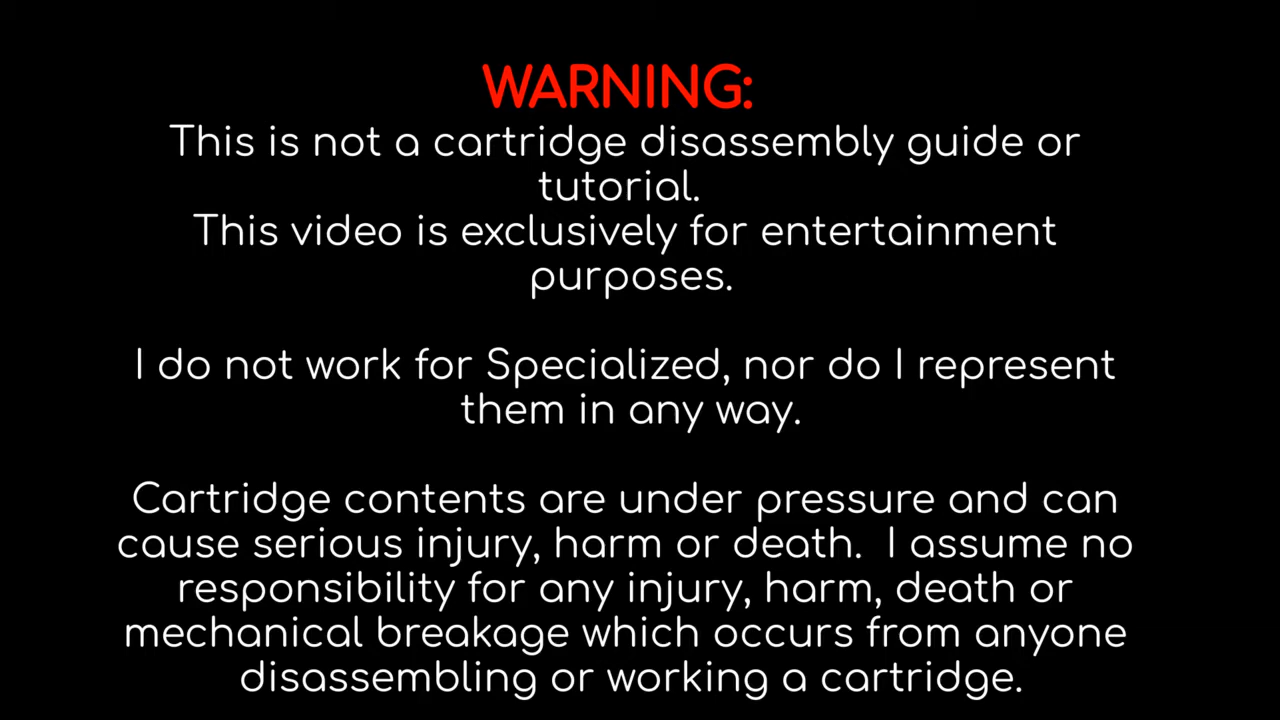 WARNING:
This is not a cartridge disassembly guide or
tutorial.
This video is exclusively for entertainment
purposes.
I do not work for Specialized, nor do I represent
them in any way.
Cartridge contents are under pressure and can
cause serious injury, harm or death.  I assume no
responsibility for any injury, harm, death or
mechanical breakage which occurs from anyone
disassembling or working a cartridge.